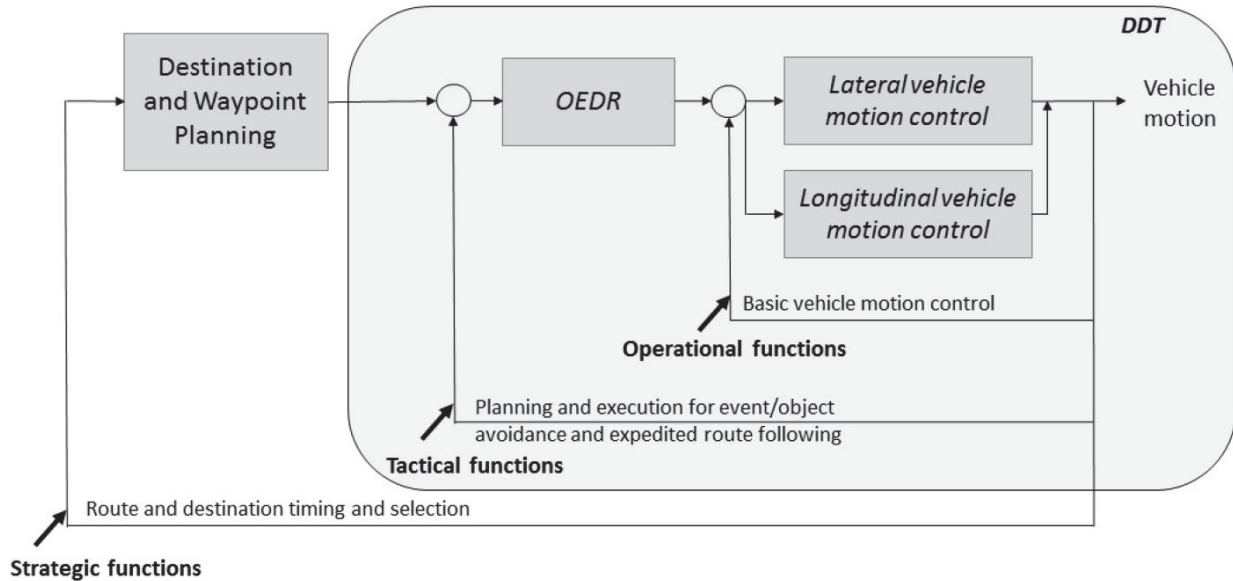 DDT
Destination
and Waypoint
Planning
OEDR
Lateral vehicle
motion control
Vehicle
motion
Longitudinal vehicle
motion control
Basic vehicle motion control
Operational functions
Planning and execution for event/object
avoidance and expedited route following
Tactical functions
Route and destination timing and selection
Strategic functions